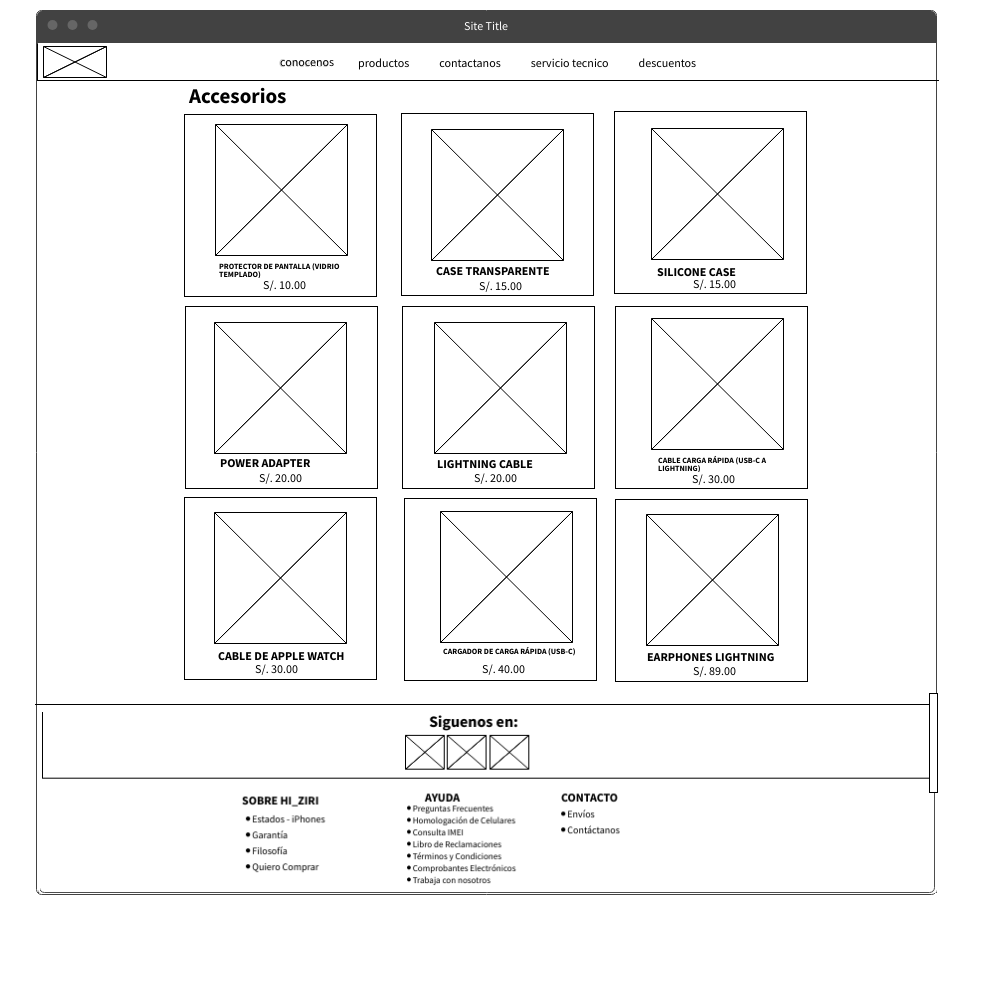 Site Title
conocenos productos contactanos servicio tecnico descuentos
Accesorios
PROTECTOR DE PANTALLA (VIDRIO
TEMPLADO)
S/. 10.00
CASE TRANSPARENTE
S/. 15.00
SILICONE CASE
S/. 15.00
POWER ADAPTER
S/. 20.00
LIGHTNING CABLE
S/. 20.00
CABLE CARGA RÁPIDA (USB-C A
LIGHTNING)
S/. 30.00
CABLE DE APPLE WATCH
S/. 30.00
CARGADOR DE CARGA RÁPIDA (USB-C)
S/. 40.00
EARPHONES LIGHTNING
S/. 89.00
Siguenos en:
SOBRE HI_ZIRI
• Estados - iPhones
• Garantía
• Filosofía
• Quiero Comprar
AYUDA
• Preguntas Frecuentes
• Homologación de Celulares
• Consulta IMEI
• Libro de Reclamaciones
• Términos y Condiciones
• Comprobantes Electrónicos
• Trabaja con nosotros
CONTACTO
• Envíos
• Contáctanos